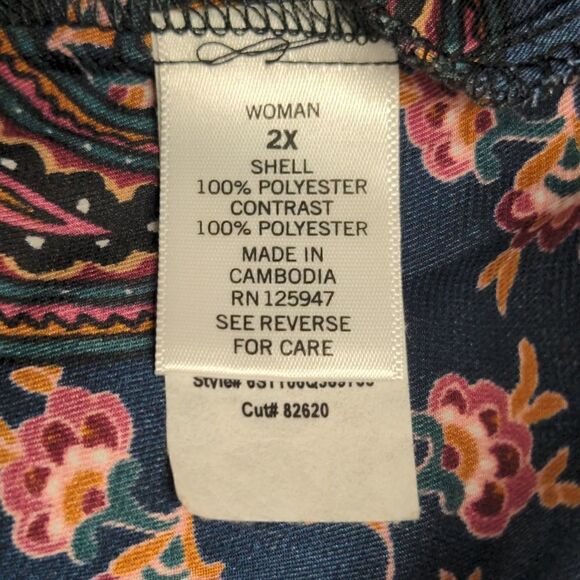 WOMAN
2X
SHELL
100% POLYESTER
CONTRAST
100% POLYESTER
MADE IN
CAMBODIA
RN 125947
SEE REVERSE
FOR CARE
Style#
Cut# 82620